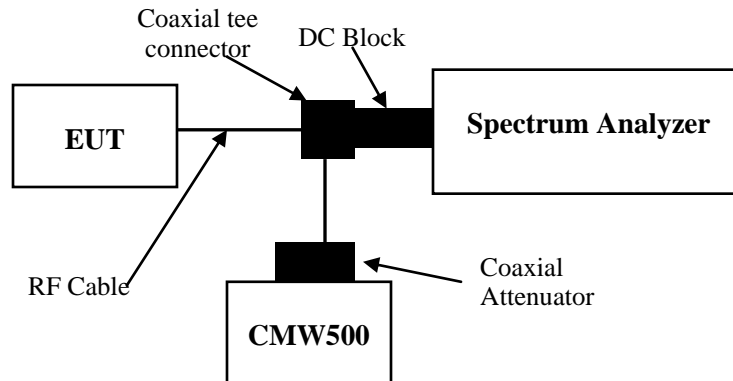 Coaxial tee
connector
DC Block
EUT
Spectrum Analyzer
RF Cable
Coaxial
Attenuator
CMW500